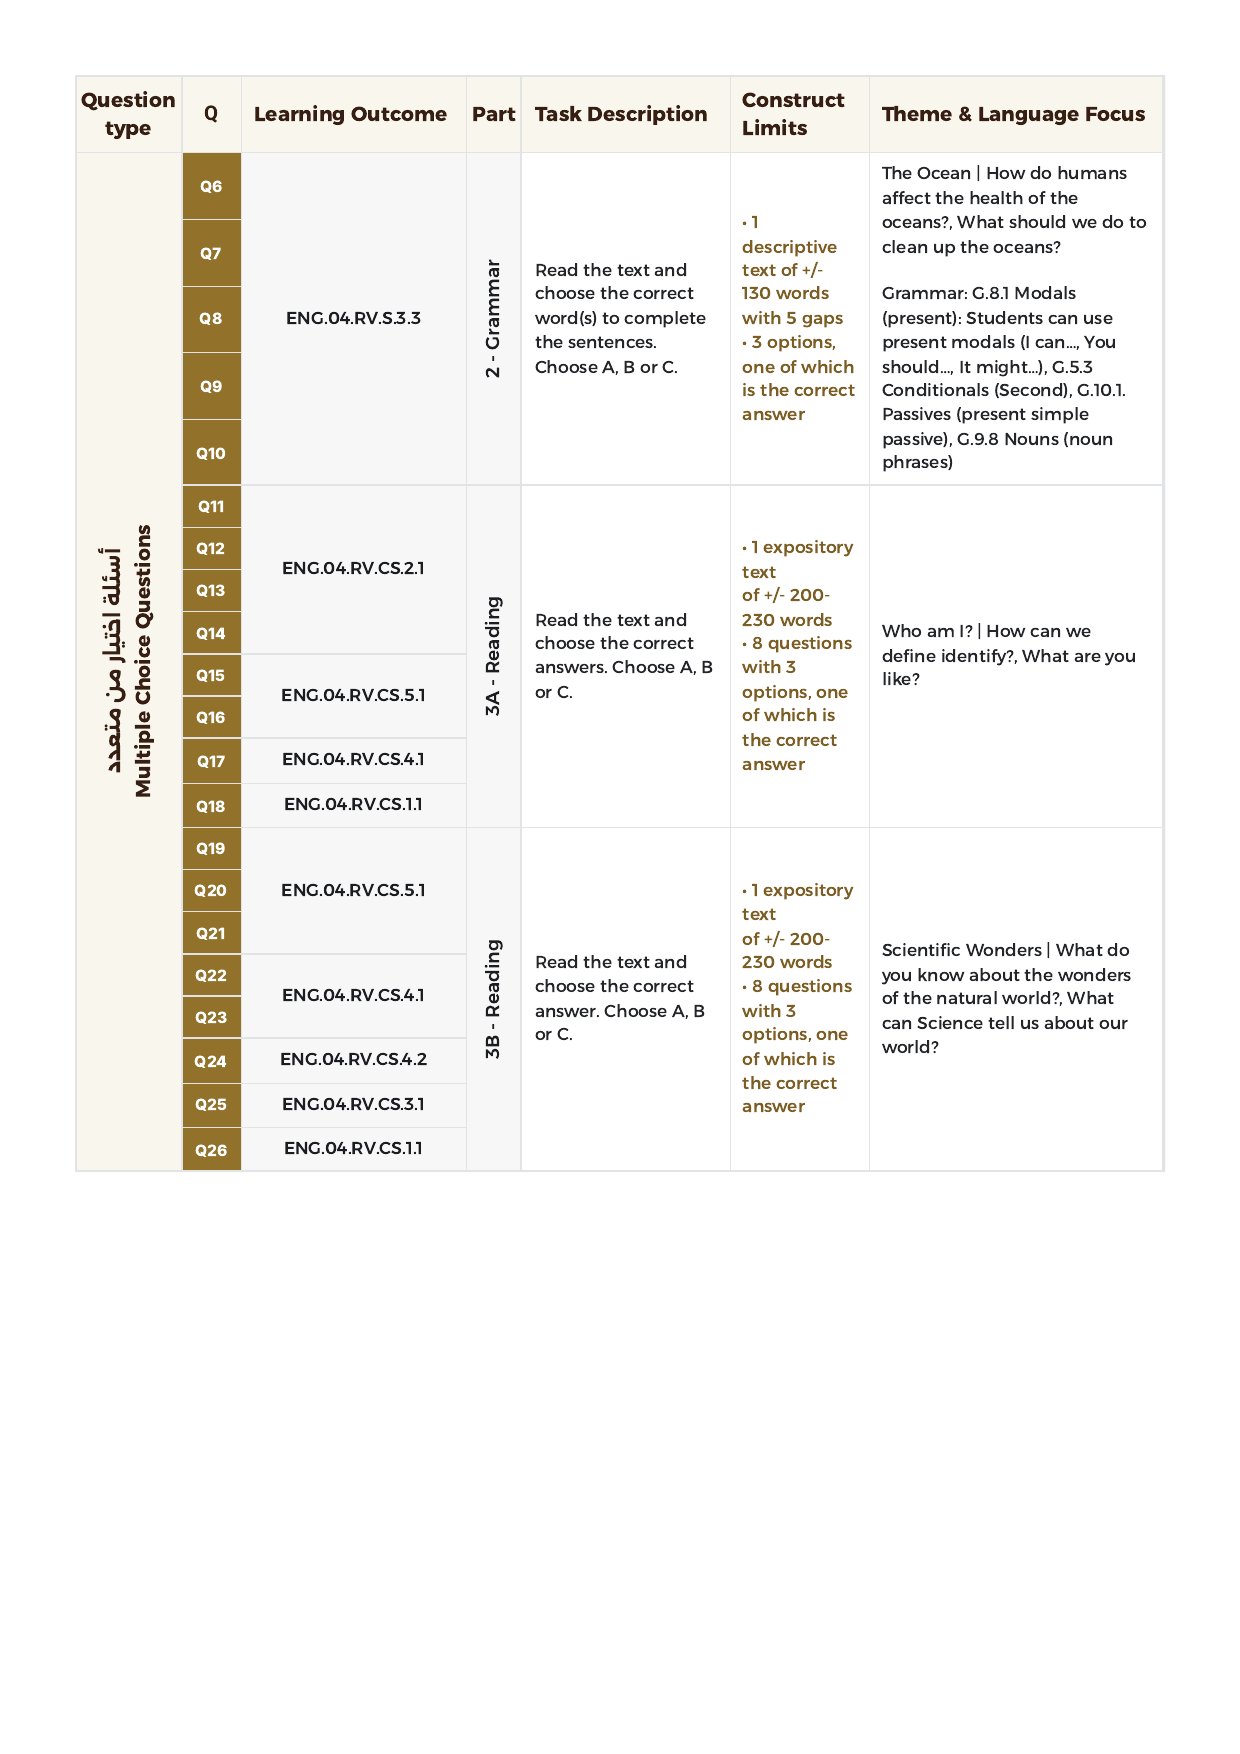 Question
type
Q
Learning Outcome
Part
Task Description
Construct
Limits
Theme & Language Focus
أسئلة اختيار من متعدد
Multiple Choice Questions
Q6
Q7
Q8
Q9
Q10
ENG.04.RV.S.3.3
2 - Grammar
Read the text and
choose the correct
word(s) to complete
the sentences.
Choose A, B or C.
• 1
descriptive
text of +/-
130 words
with 5 gaps
• 3 options,
one of which
is the correct
answer
The Ocean | How do humans
affect the health of the
oceans?, What should we do to
clean up the oceans?
Grammar: G.8.1 Modals
(present): Students can use
present modals (I can..., You
should..., It might...), G.5.3
Conditionals (Second), G.10.1.
Passives (present simple
passive), G.9.8 Nouns (noun
phrases)
Q11
Q12
Q13
Q14
ENG.04.RV.CS.2.1
Q15
Q16
ENG.04.RV.CS.5.1
Q17
ENG.04.RV.CS.4.1
Q18
ENG.04.RV.CS.1.1
3A - Reading
Read the text and
choose the correct
answers. Choose A, B
or C.
• 1 expository
text
of +/- 200-
230 words
• 8 questions
with 3
options, one
of which is
the correct
answer
Who am I? | How can we
define identify?, What are you
like?
Q19
Q20
Q21
ENG.04.RV.CS.5.1
Q22
Q23
ENG.04.RV.CS.4.1
Q24
ENG.04.RV.CS.4.2
Q25
ENG.04.RV.CS.3.1
Q26
ENG.04.RV.CS.1.1
3B - Reading
Read the text and
choose the correct
answer. Choose A, B
or C.
• 1 expository
text
of +/- 200-
230 words
• 8 questions
with 3
options, one
of which is
the correct
answer
Scientific Wonders | What do
you know about the wonders
of the natural world?, What
can Science tell us about our
world?